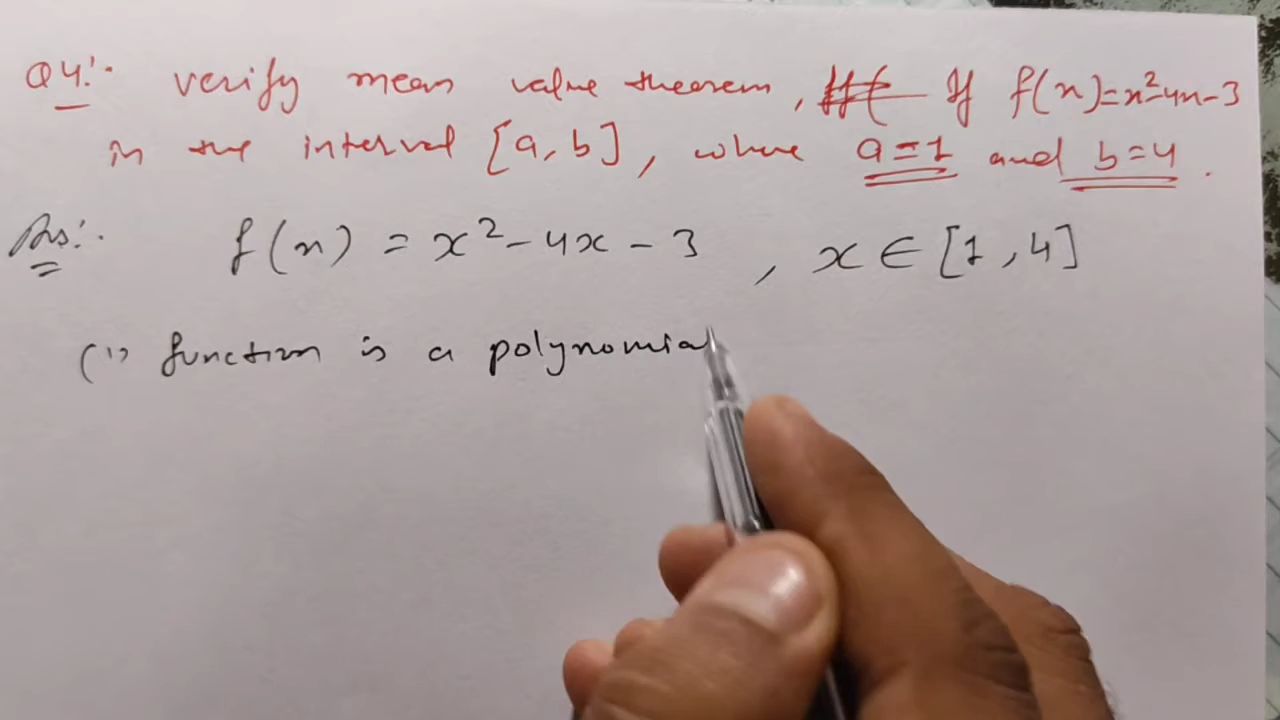 Q4:- verify mean value theorem, If f(x)=x²-4x-3
in the interval [a,b], where a=1 and b=4.
Ans:- f(x) = x² - 4x - 3 , x ∈ [1,4]
(1) function is a polynomial